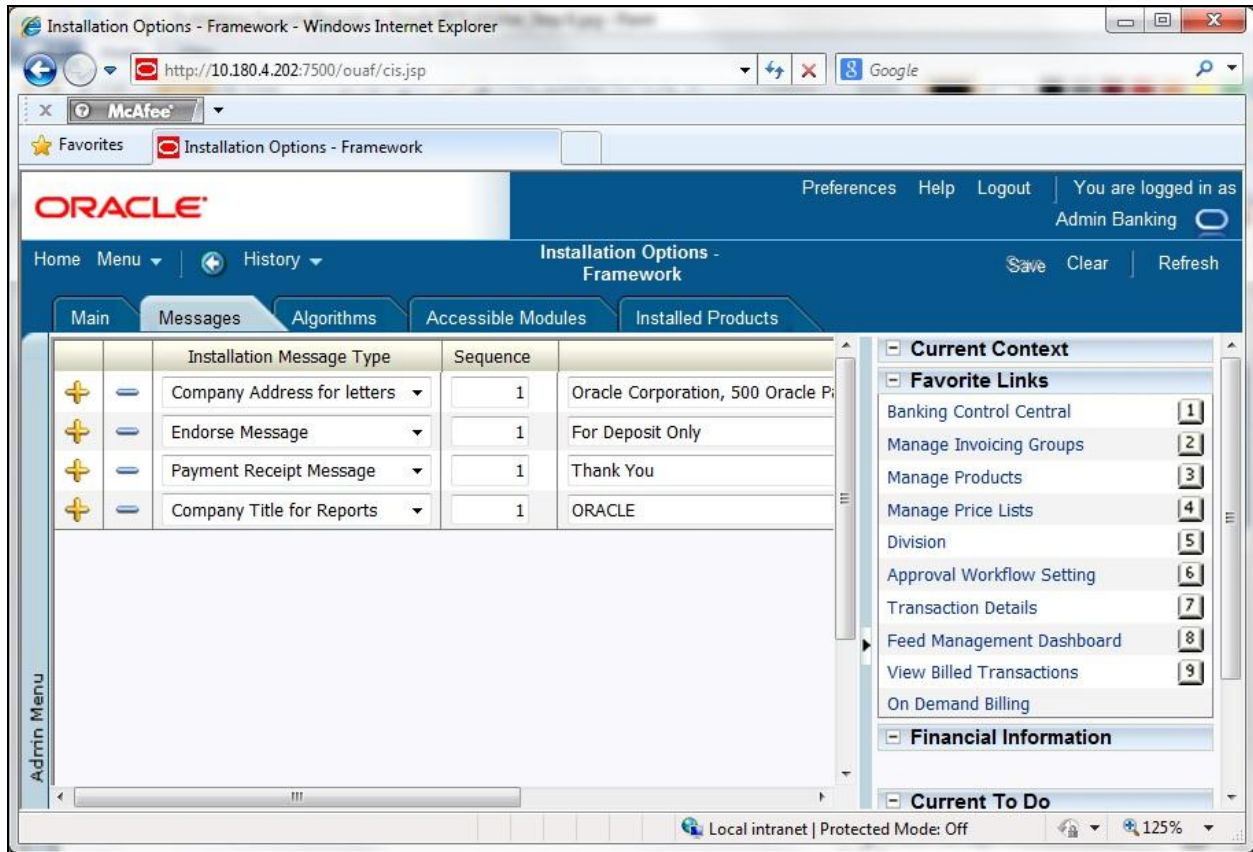 Installation Options - Framework - Windows Internet Explorer
http://10.180.4.202:7500/ouaf/cis.jsp
Google
McAfee
Favorites
Installation Options - Framework
ORACLE
Preferences Help Logout You are logged in as
Admin Banking
Home Menu History
Installation Options -
Framework
Save Clear Refresh
Main Messages Algorithms Accessible Modules Installed Products
Installation Message Type Sequence
Company Address for letters 1 Oracle Corporation, 500 Oracle Pa
Endorse Message 1 For Deposit Only
Payment Receipt Message 1 Thank You
Company Title for Reports 1 ORACLE
Admin Menu
Current Context
Favorite Links
Banking Control Central 1
Manage Invoicing Groups 2
Manage Products 3
Manage Price Lists 4
Division 5
Approval Workflow Setting 6
Transaction Details 7
Feed Management Dashboard 8
View Billed Transactions 9
On Demand Billing
Financial Information
Current To Do
Local intranet | Protected Mode: Off 125%